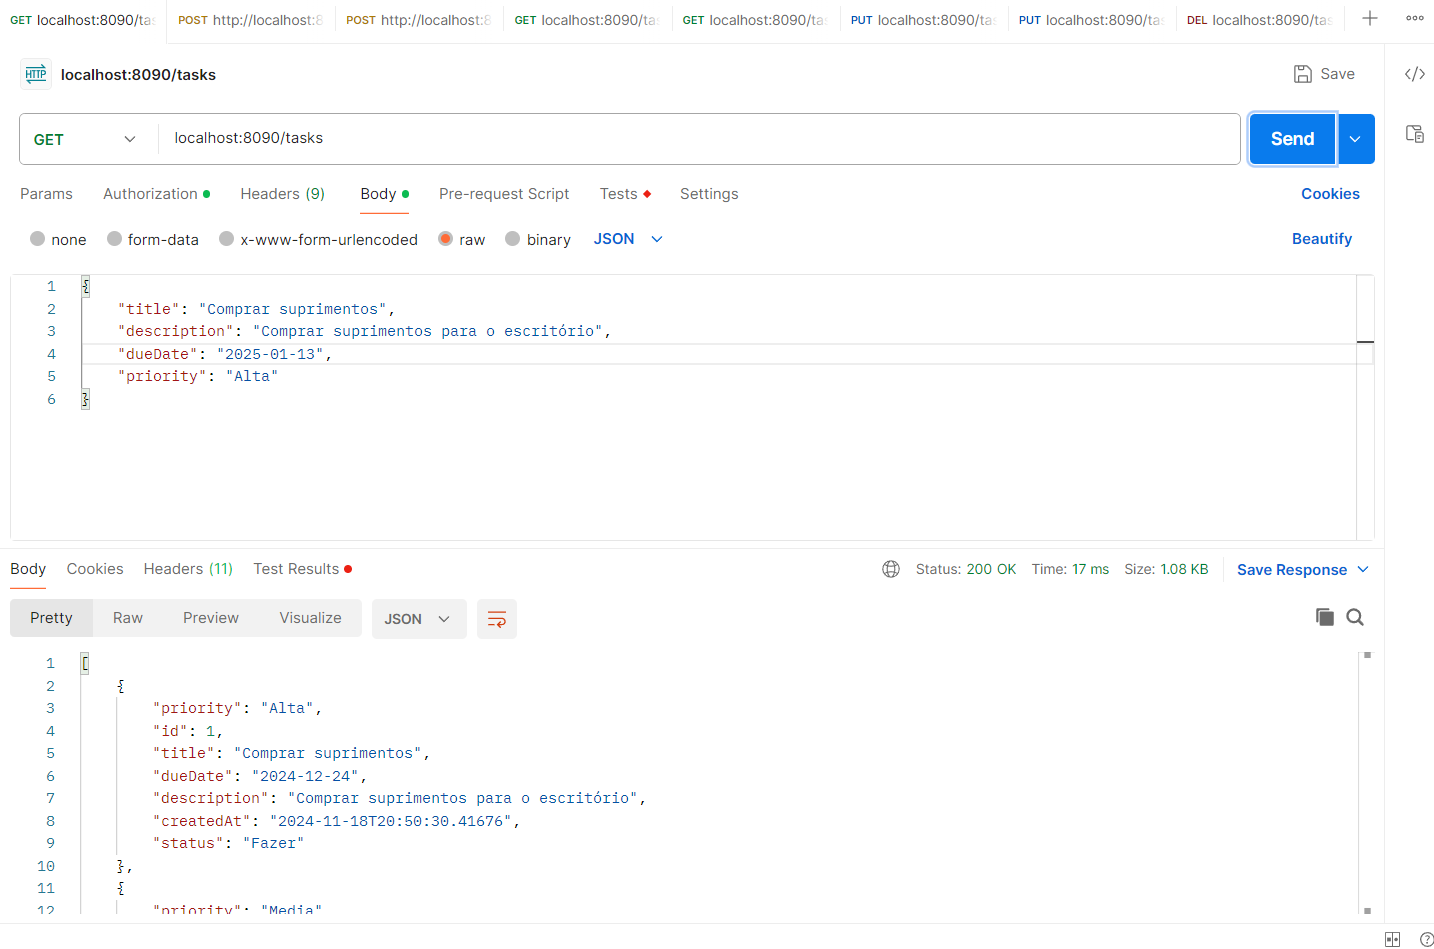 GET localhost:8090/tas
POST http://localhost:8
POST http://localhost:8
GET localhost:8090/ta
GET localhost:8090/ta
PUT localhost:8090/ta
PUT localhost:8090/ta
DEL localhost:8090/tas
HTTP localhost:8090/tasks
Save
GET localhost:8090/tasks
Send
Params Authorization Headers (9) Body Pre-request Script Tests Settings Cookies
none form-data x-www-form-urlencoded raw binary JSON Beautify
1 {
2 "title": "Comprar suprimentos",
3 "description": "Comprar suprimentos para o escritório",
4 "dueDate": "2025-01-13",
5 "priority": "Alta"
6 }
Body Cookies Headers (11) Test Results Status: 200 OK Time: 17 ms Size: 1.08 KB Save Response
Pretty Raw Preview Visualize JSON
1 [
2 {
3 "priority": "Alta",
4 "id": 1,
5 "title": "Comprar suprimentos",
6 "dueDate": "2024-12-24",
7 "description": "Comprar suprimentos para o escritório",
8 "createdAt": "2024-11-18T20:50:30.41676",
9 "status": "Fazer"
10 },
11 {
12 "priority": "Media"